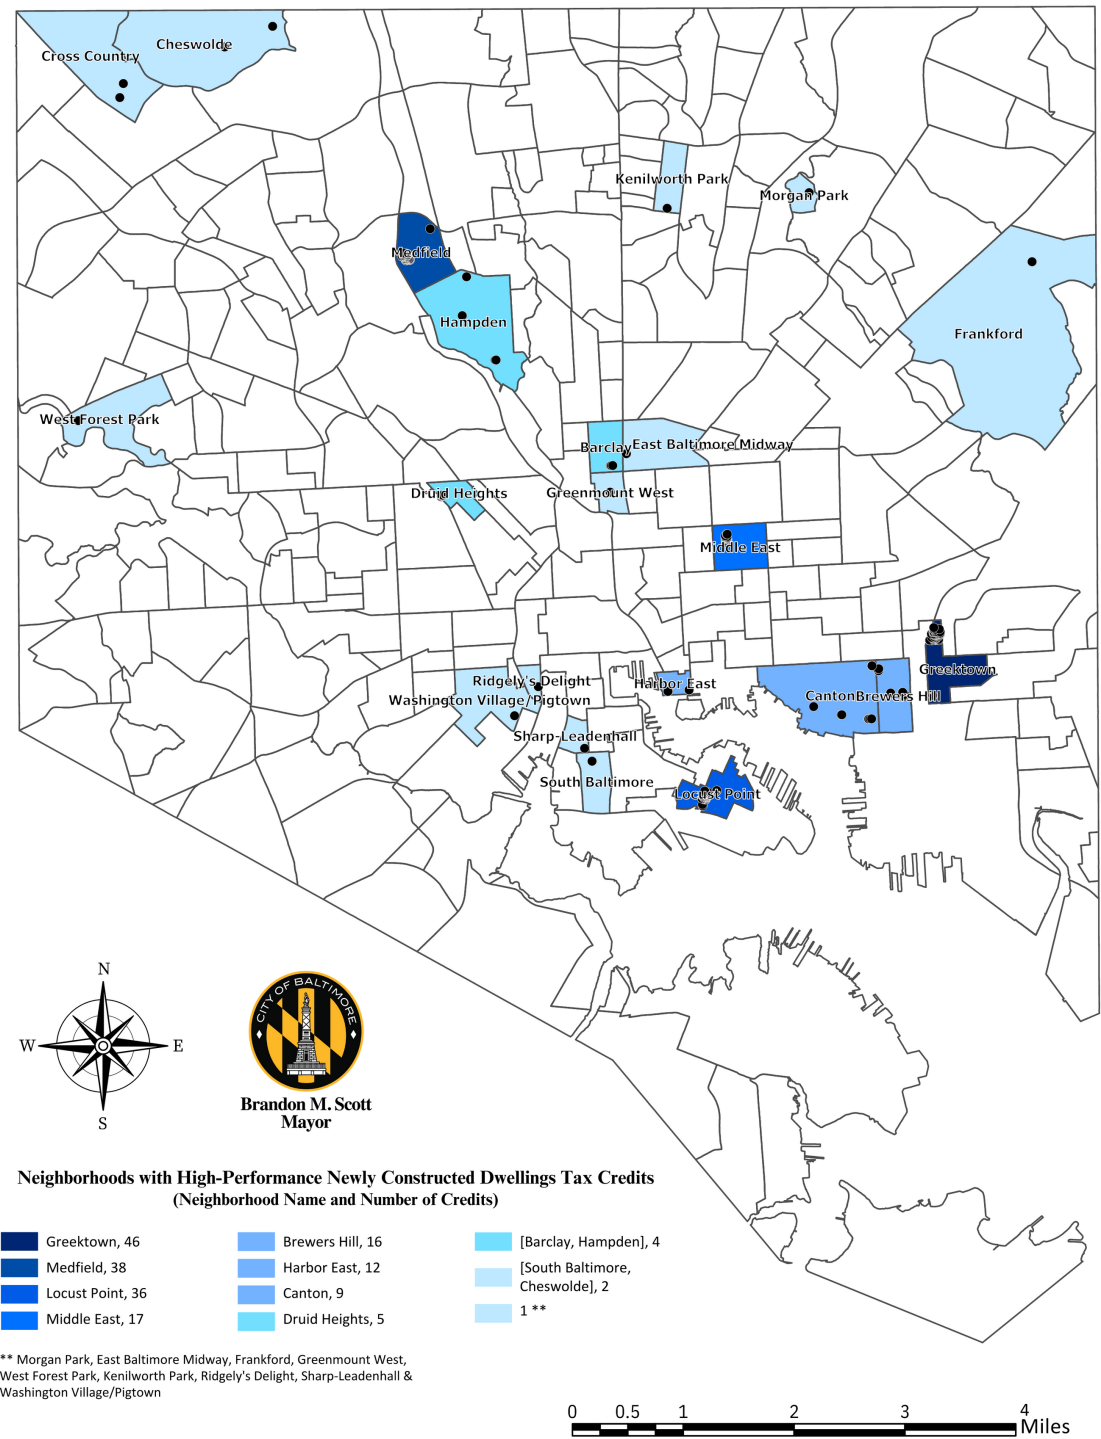 Cheswolde
Cross Country
Kenilworth Park
Morgan Park
Medfield
Hampden
Frankford
West Forest Park
Barclay
East Baltimore Midway
Druid Heights
Greenmount West
Middle East
Greektown
Ridgely's Delight
Harbor East
Washington Village/Pigtown
Canton
Brewers Hill
Sharp-Leadenhall
South Baltimore
Locust Point
N
W
E
S
CITY OF BALTIMORE
Brandon M. Scott
Mayor
Neighborhoods with High-Performance Newly Constructed Dwellings Tax Credits
(Neighborhood Name and Number of Credits)
Greektown, 46
Medfield, 38
Locust Point, 36
Middle East, 17
Brewers Hill, 16
Harbor East, 12
Canton, 9
Druid Heights, 5
[Barclay, Hampden], 4
[South Baltimore,
Cheswolde], 2
1 **
** Morgan Park, East Baltimore Midway, Frankford, Greenmount West,
West Forest Park, Kenilworth Park, Ridgely's Delight, Sharp-Leadenhall &
Washington Village/Pigtown
0 0.5 1 2 3 4
Miles